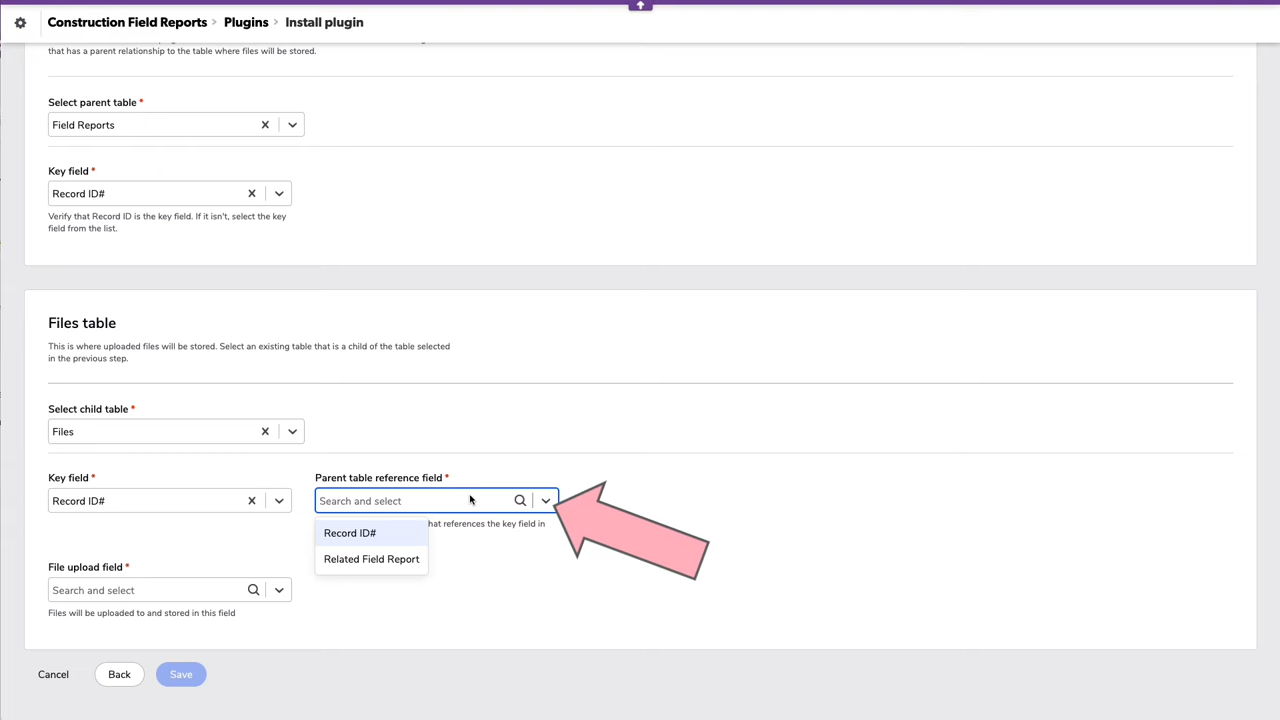 Construction Field Reports > Plugins > Install plugin
that has a parent relationship to the table where files will be stored.
Select parent table *
Field Reports
Key field *
Record ID#
Verify that Record ID is the key field. If it isn't, select the key
field from the list.
Files table
This is where uploaded files will be stored. Select an existing table that is a child of the table selected
in the previous step.
Select child table *
Files
Key field *
Record ID#
Parent table reference field *
Search and select
hat references the key field in
Record ID#
Related Field Report
File upload field *
Search and select
Files will be uploaded to and stored in this field
Cancel
Back
Save